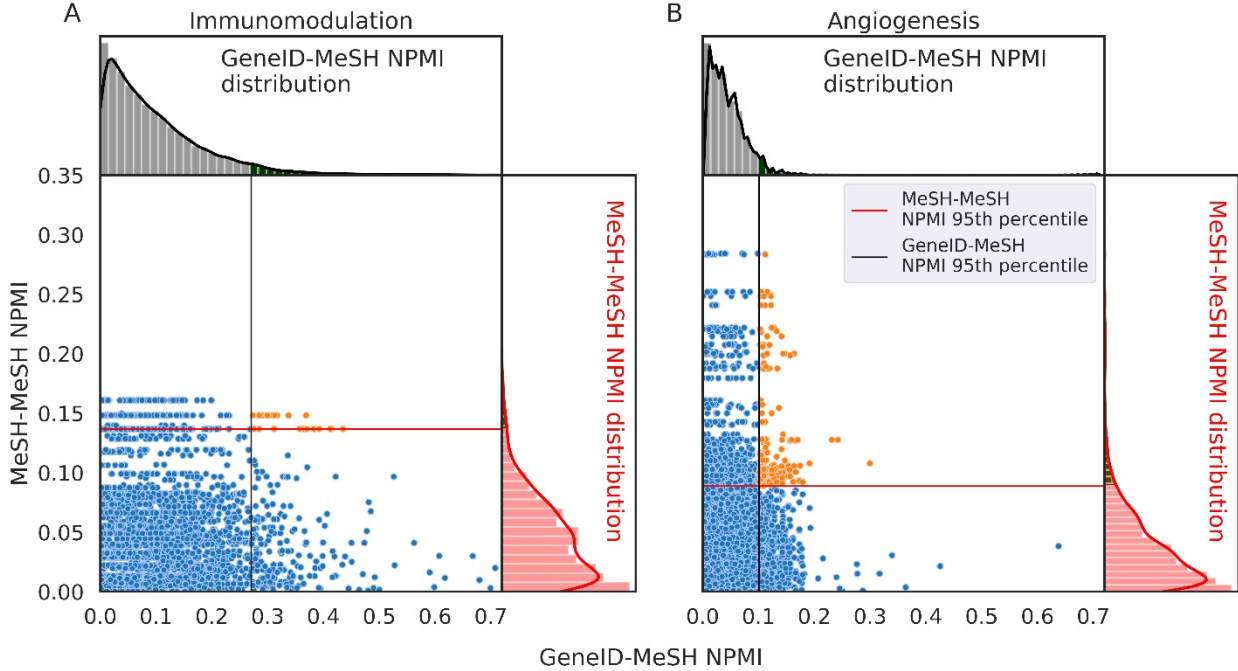 A
Immunomodulation
GeneID-MeSH NPMI
distribution
B
Angiogenesis
GeneID-MeSH NPMI
distribution
MeSH-MeSH NPMI
0.35
0.30
0.25
0.20
0.15
0.10
0.05
0.00
MeSH-MeSH NPMI distribution
MeSH-MeSH
NPMI 95th percentile
GeneID-MeSH
NPMI 95th percentile
MeSH-MeSH NPMI distribution
0.0 0.1 0.2 0.3 0.4 0.5 0.6 0.7
0.0 0.1 0.2 0.3 0.4 0.5 0.6 0.7
GeneID-MeSH NPMI